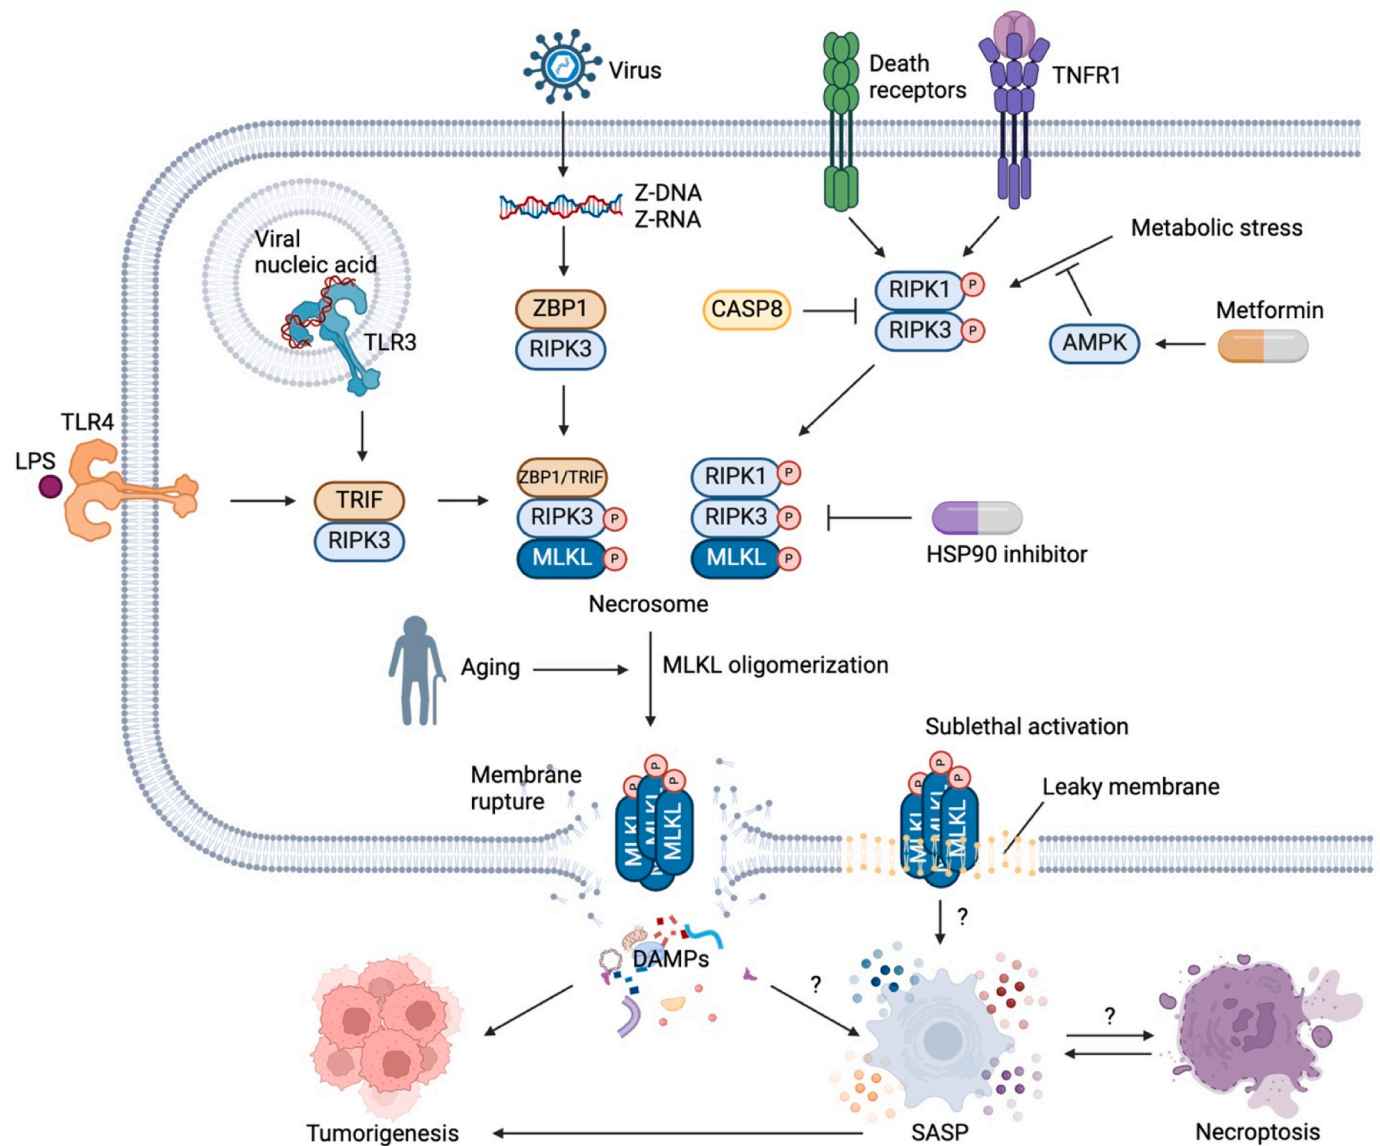 Virus
Death
receptors
TNFR1
Z-DNA
Z-RNA
Viral
nucleic acid
TLR3
Metabolic stress
ZBP1
RIPK3
CASP8
RIPK1
P
RIPK3
P
AMPK
Metformin
TLR4
LPS
TRIF
RIPK3
ZBP1/TRIF
RIPK3
P
MLKL
P
RIPK1
P
RIPK3
P
MLKL
P
HSP90 inhibitor
Necrosome
Aging
MLKL oligomerization
Sublethal activation
Membrane
rupture
Leaky membrane
P
P
P
MLKL
MLKL
MLKL
P
P
P
MLKL
MLKL
MLKL
?
DAMPs
?
?
Tumorigenesis
SASP
Necroptosis